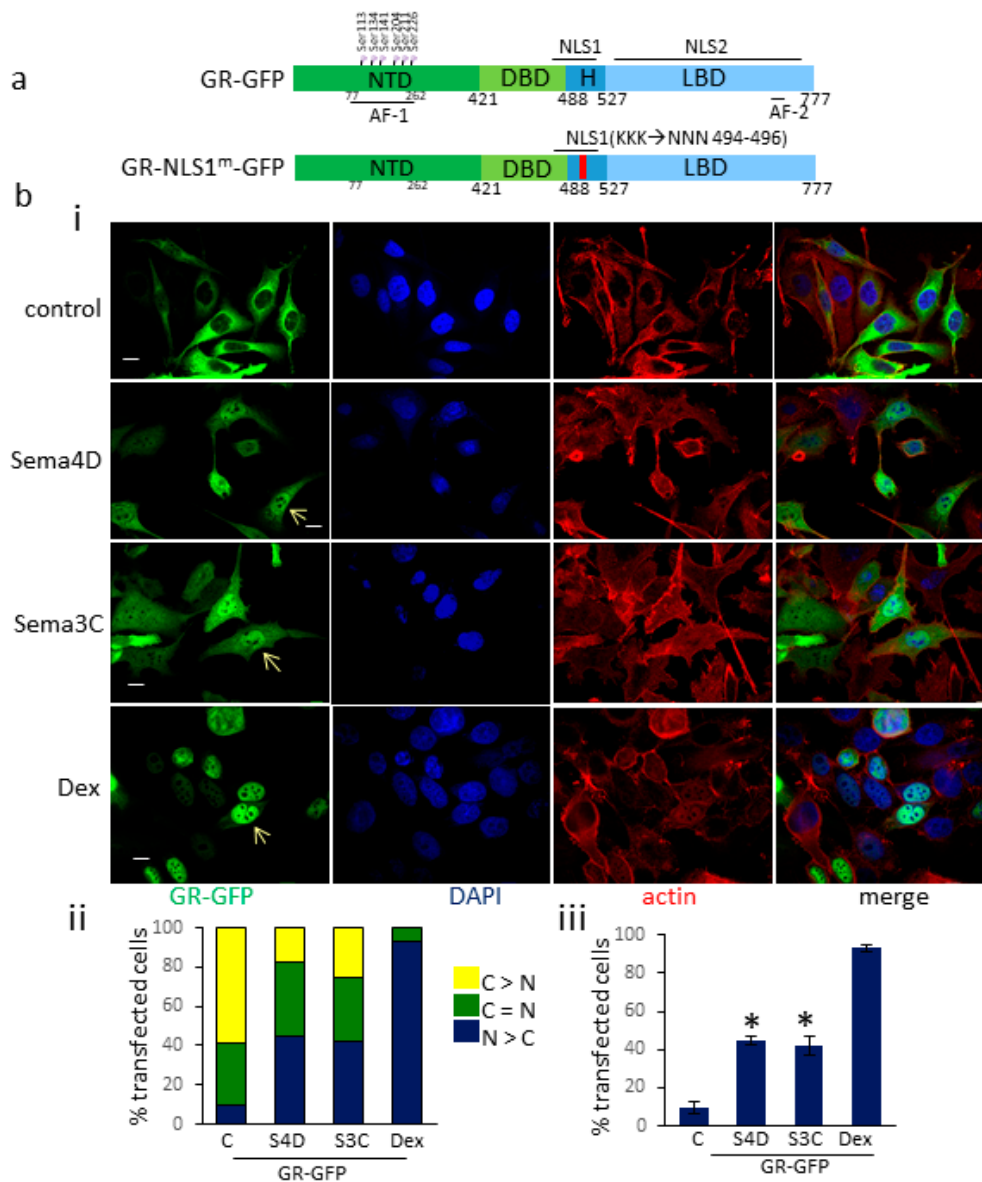 Ser113
Ser134
Ser141
Ser204
Ser211
Ser226
NLS1 NLS2
a
GR-GFP NTD DBD H LBD
77 262 421 488 527 777
AF-1 AF-2
NLS1(KKK→NNN 494-496)
GR-NLS1m-GFP NTD DBD LBD
77 262 421 488 527 777
b
i
control
Sema4D
Sema3C
Dex
GR-GFP DAPI actin merge
ii
% transfected cells
100
80
60
40
20
0
C S4D S3C Dex
GR-GFP
C > N
C = N
N > C
iii
% transfected cells
100
80
60
40
20
0
* *
C S4D S3C Dex
GR-GFP